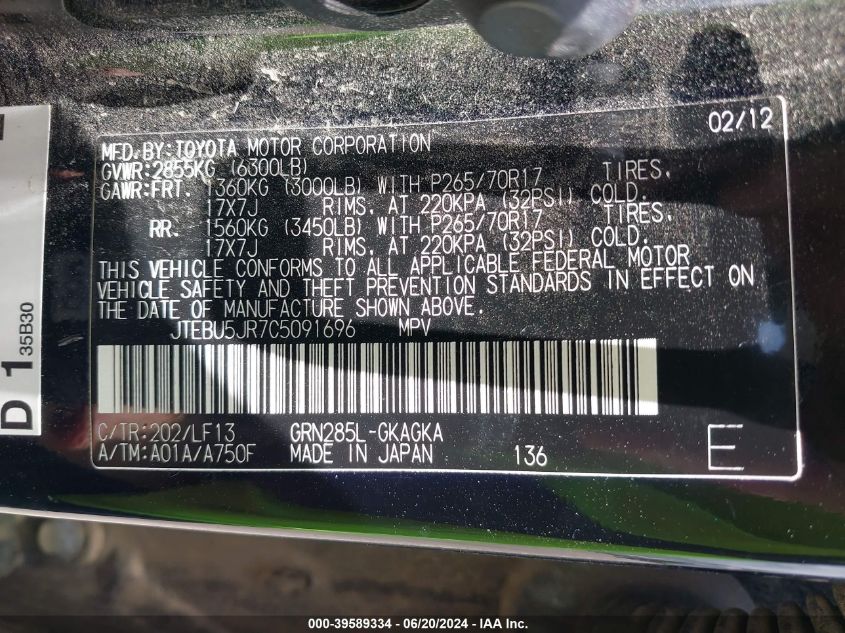 02/12
MFD. BY: TOYOTA MOTOR CORPORATION
GVWR: 2855KG (6300LB)
GAWR: FRT. 1360KG (3000LB) WITH P265/70R17 TIRES.
17X7J RIMS, AT 220KPA (32PSI) COLD.
RR. 1560KG (3450LB) WITH P265/70R17 TIRES.
17X7J RIMS, AT 220KPA (32PSI) COLD.
THIS VEHICLE CONFORMS TO ALL APPLICABLE FEDERAL MOTOR
VEHICLE SAFETY AND THEFT PREVENTION STANDARDS IN EFFECT ON
THE DATE OF MANUFACTURE SHOWN ABOVE.
JTEBU5JR7C5091696 MPV
C/TR: 202/LF13 GRN285L-GKAGKA
A/TM: A01A/A750F MADE IN JAPAN 136 E
D 1 35B30
000-39589334 / 06/20/2024 - IAA Inc.